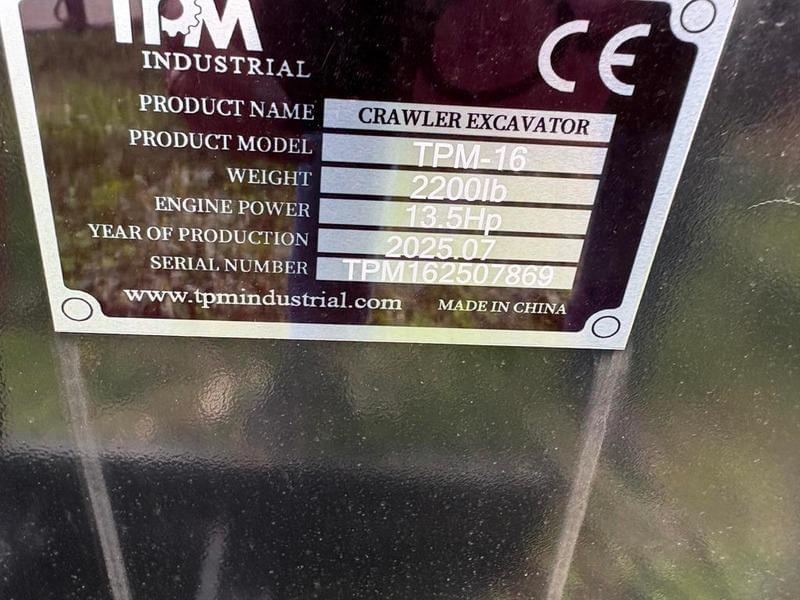 TPM
INDUSTRIAL
CE
PRODUCT NAME CRAWLER EXCAVATOR
PRODUCT MODEL TPM-16
WEIGHT 2200lb
ENGINE POWER 13.5Hp
YEAR OF PRODUCTION 2025.07
SERIAL NUMBER TPM162507869
www.tpmindustrial.com MADE IN CHINA